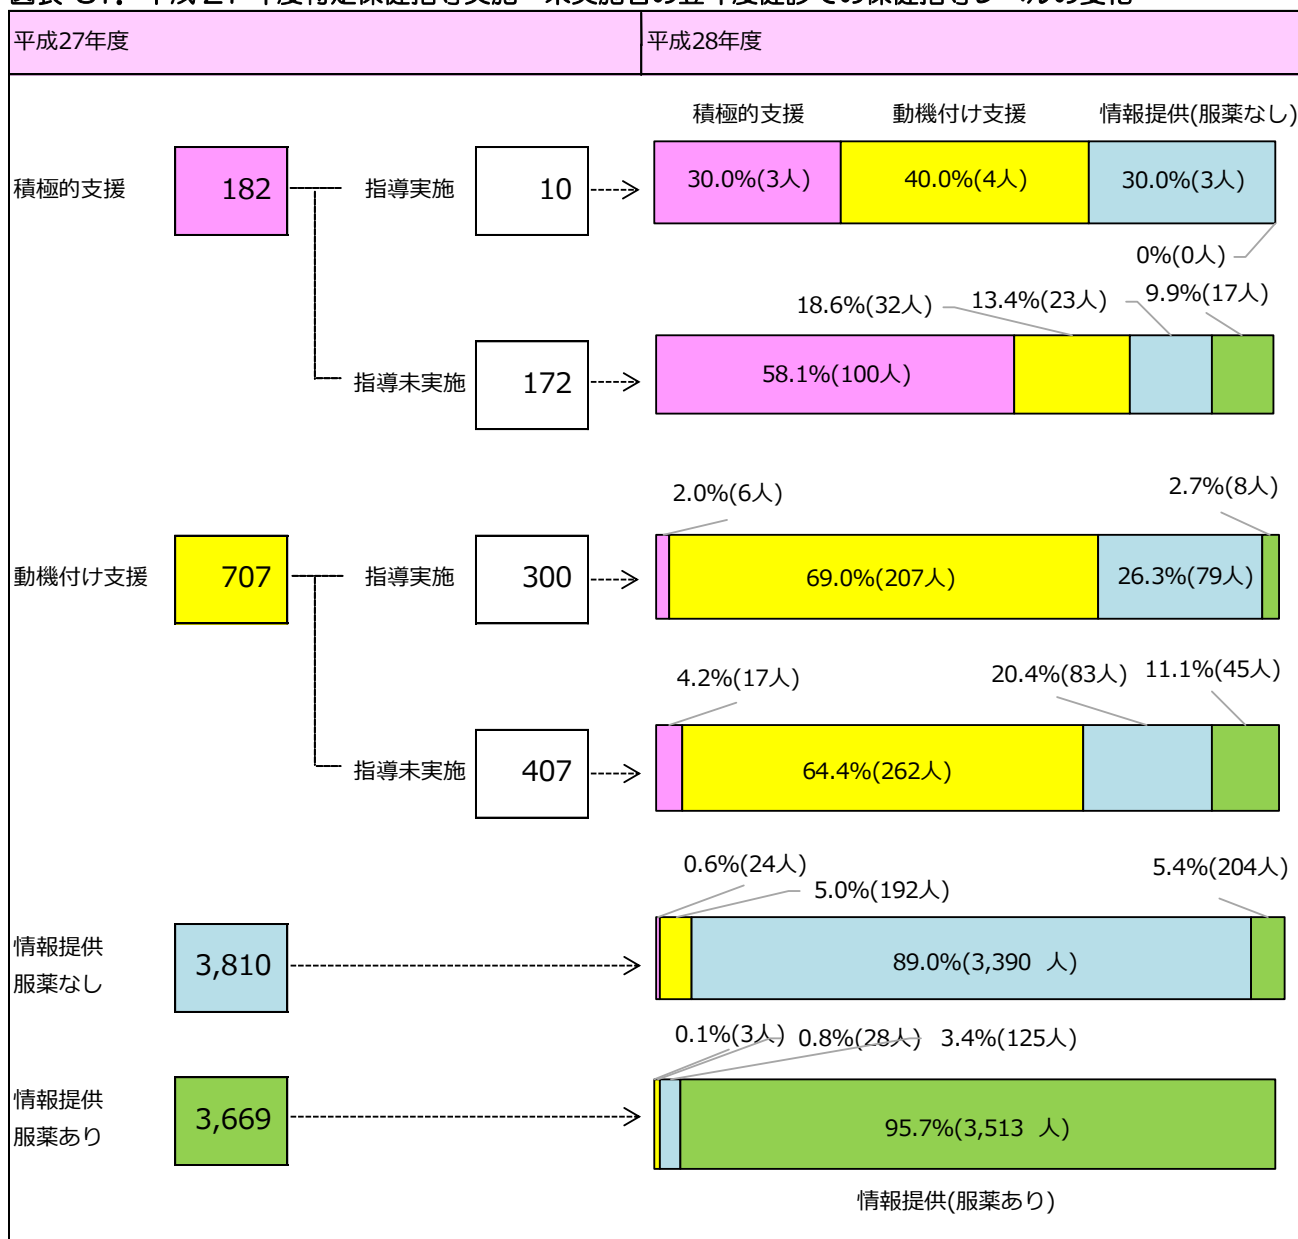 平成27年度
平成28年度
積極的支援 動機付け支援 情報提供(服薬なし)
積極的支援 182 指導実施 10 30.0%(3人) 40.0%(4人) 30.0%(3人)
0%(0人)
18.6%(32人) 13.4%(23人) 9.9%(17人)
指導未実施 172 58.1%(100人)
2.0%(6人) 2.7%(8人)
動機付け支援 707 指導実施 300 69.0%(207人) 26.3%(79人)
4.2%(17人) 20.4%(83人) 11.1%(45人)
指導未実施 407 64.4%(262人)
0.6%(24人) 5.4%(204人)
5.0%(192人)
情報提供
服薬なし
3,810 89.0%(3,390 人)
0.1%(3人) 0.8%(28人) 3.4%(125人)
情報提供
服薬あり
3,669 95.7%(3,513 人)
情報提供(服薬あり)